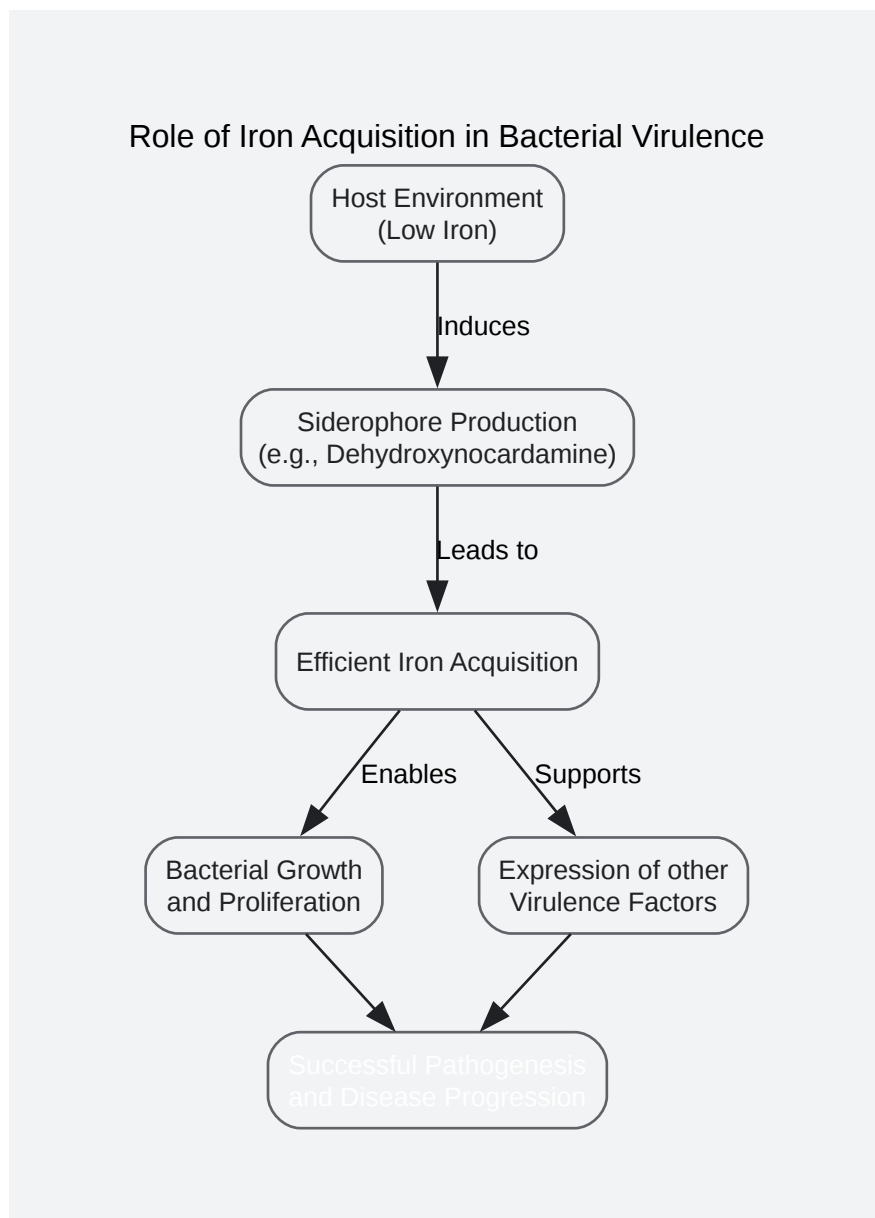 Role of Iron Acquisition in Bacterial Virulence
Host Environment
(Low Iron)
Induces
Siderophore Production
(e.g., Dehydroxynocardamine)
Leads to
Efficient Iron Acquisition
Enables
Supports
Bacterial Growth
and Proliferation
Expression of other
Virulence Factors
Successful Pathogenesis
and Disease Progression